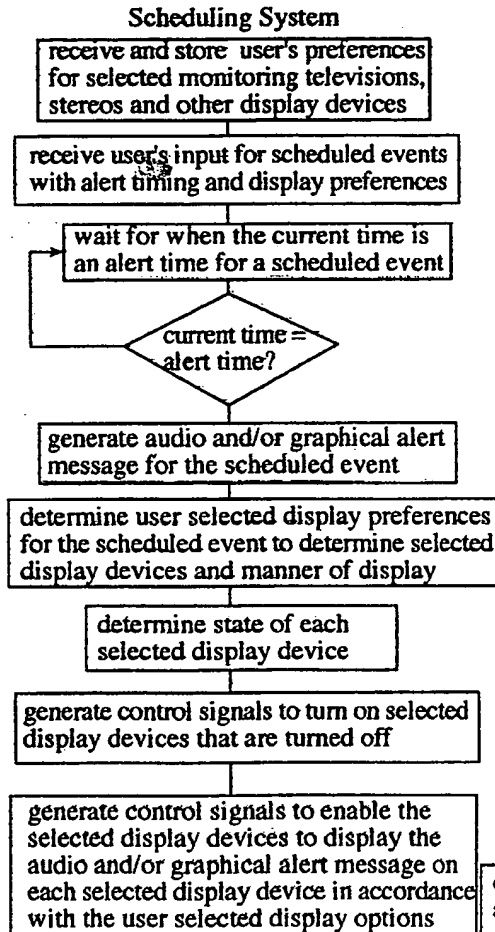 Scheduling System
receive and store user's preferences
for selected monitoring televisions,
stereos and other display devices
receive user's input for scheduled events
with alert timing and display preferences
wait for when the current time is
an alert time for a scheduled event
current time =
alert time?
generate audio and/or graphical alert
message for the scheduled event
determine user selected display preferences
for the scheduled event to determine selected
display devices and manner of display
determine state of each
selected display device
generate control signals to turn on selected
display devices that are turned off
generate control signals to enable the
selected display devices to display the
audio and/or graphical alert message on
each selected display device in accordance
with the user selected display options